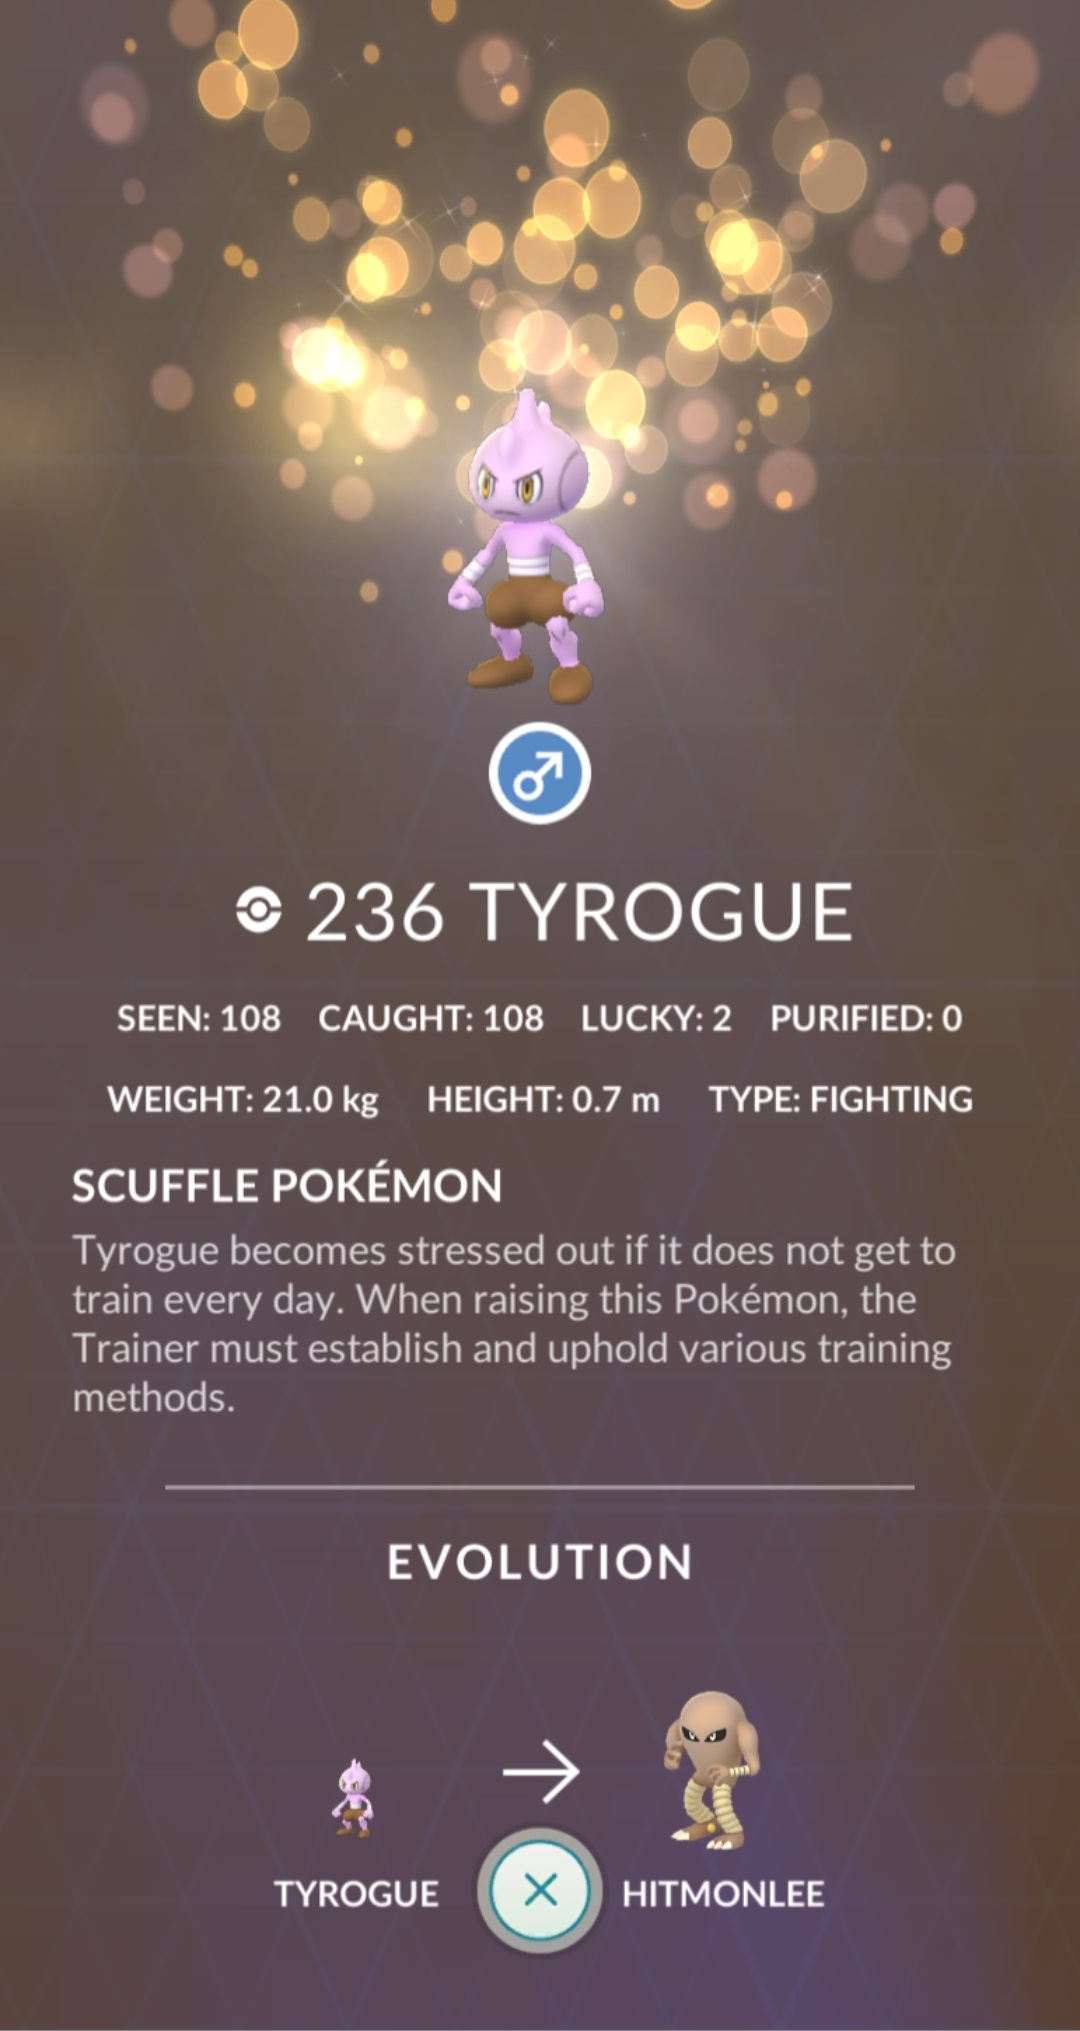 236 TYROGUE
SEEN: 108 CAUGHT: 108 LUCKY: 2 PURIFIED: 0
WEIGHT: 21.0 kg HEIGHT: 0.7 m TYPE: FIGHTING
SCUFFLE POKÉMON
Tyrogue becomes stressed out if it does not get to
train every day. When raising this Pokémon, the
Trainer must establish and uphold various training
methods.
EVOLUTION
TYROGUE HITMONLEE